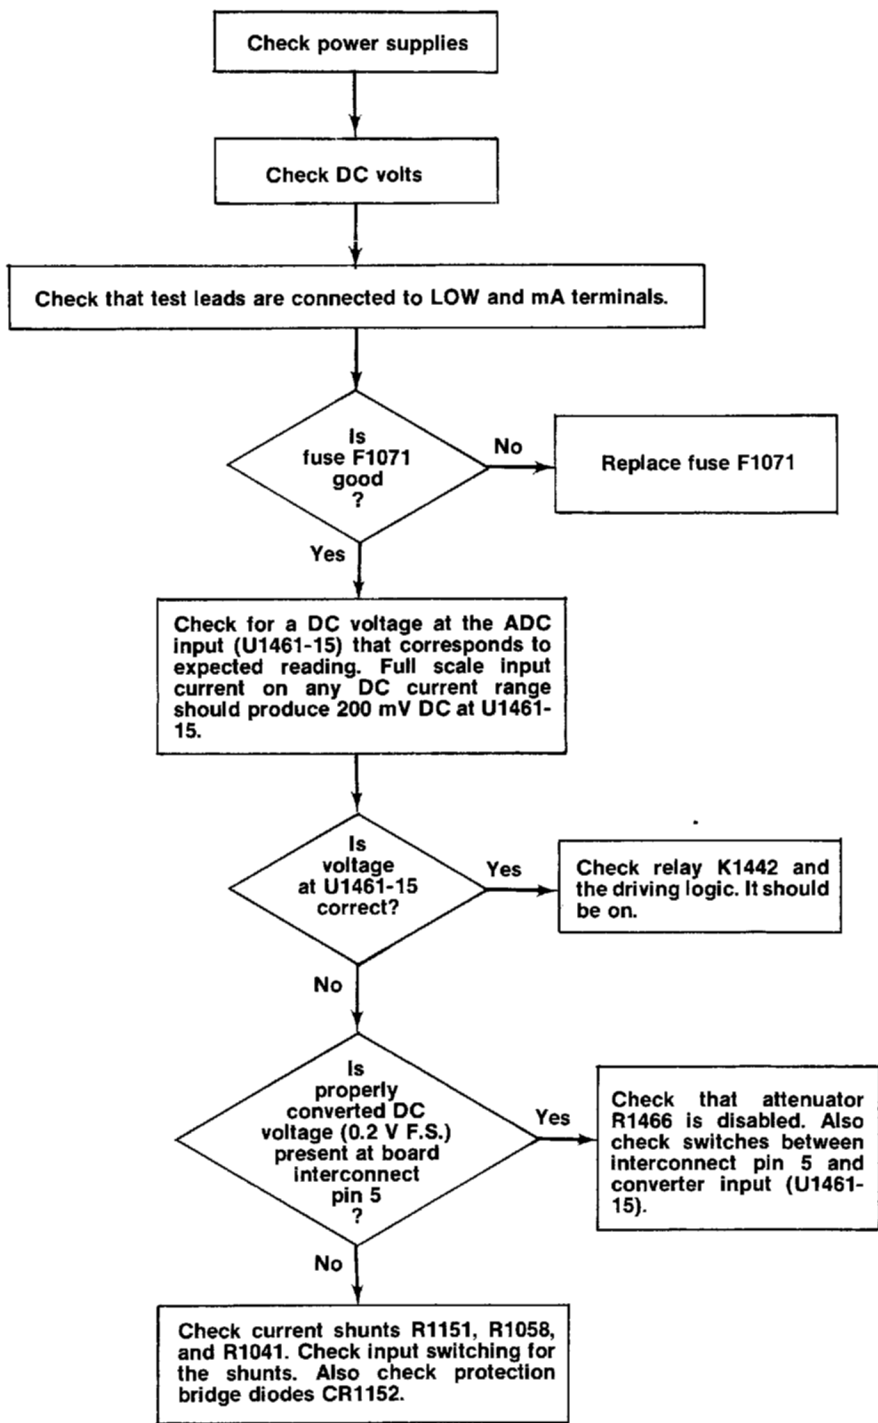 Check power supplies
Check DC volts
Check that test leads are connected to LOW and mA terminals.
Is
fuse F1071
good
?
No
Replace fuse F1071
Yes
Check for a DC voltage at the ADC
input (U1461-15) that corresponds to
expected reading. Full scale input
current on any DC current range
should produce 200 mV DC at U1461-
15.
Is
voltage
at U1461-15
correct?
Yes
Check relay K1442 and
the driving logic. It should
be on.
No
Is
properly
converted DC
voltage (0.2 V F.S.)
present at board
interconnect
pin 5
?
Yes
Check that attenuator
R1466 is disabled. Also
check switches between
interconnect pin 5 and
converter input (U1461-
15).
No
Check current shunts R1151, R1058,
and R1041. Check input switching for
the shunts. Also check protection
bridge diodes CR1152.